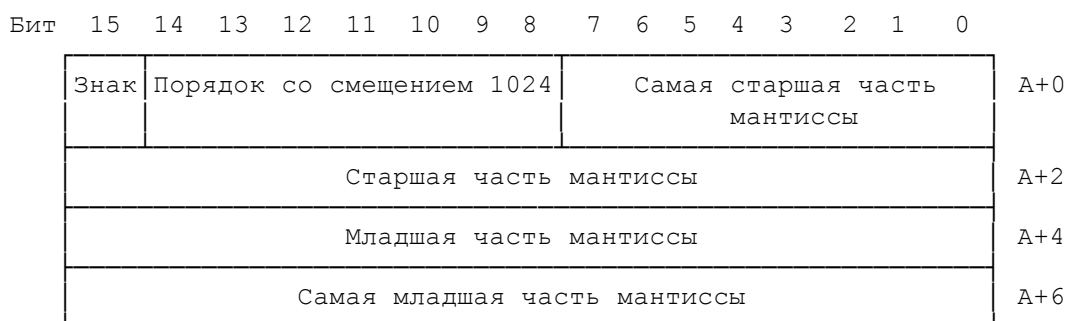 Бит 15 14 13 12 11 10 9 8 7 6 5 4 3 2 1 0
Знак Порядок со смещением 1024 Самая старшая часть A+0
мантиссы
Старшая часть мантиссы A+2
Младшая часть мантиссы A+4
Самая младшая часть мантиссы A+6